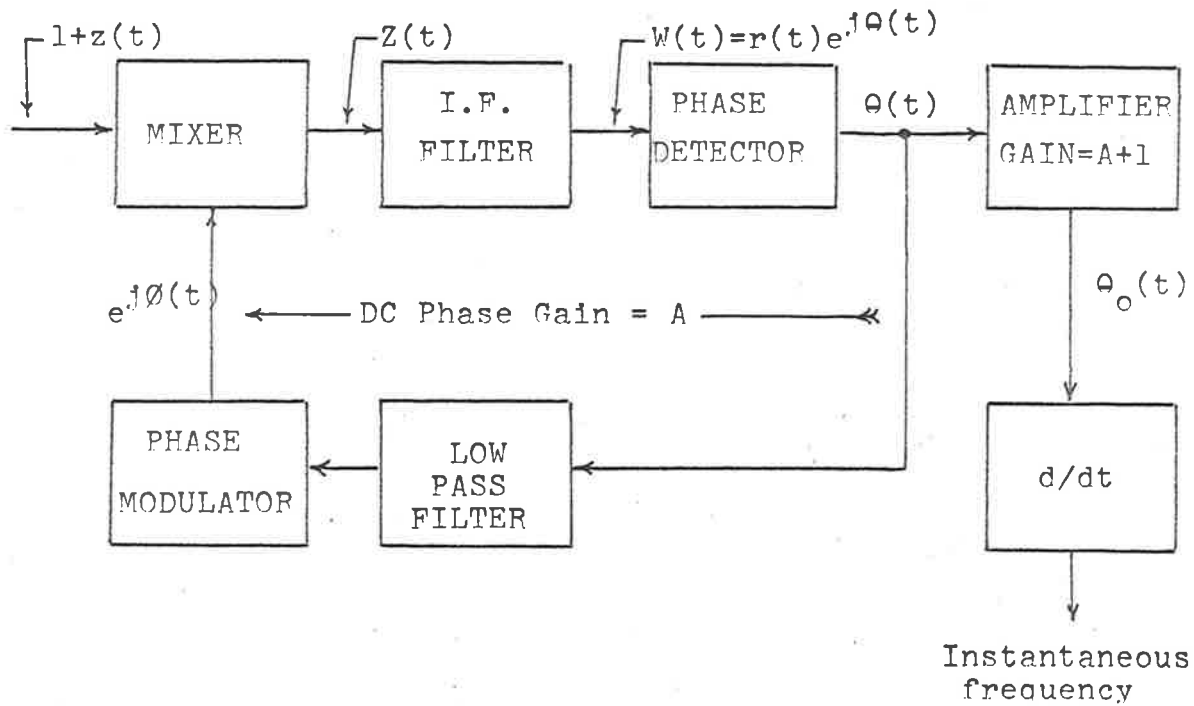 1+z(t)
Z(t)
W(t)=r(t)e^jθ(t)
MIXER
I.F.
FILTER
PHASE
DETECTOR
θ(t)
AMPLIFIER
GAIN=A+1
e^jØ(t)
DC Phase Gain = A
θ_o(t)
PHASE
MODULATOR
LOW
PASS
FILTER
d/dt
Instantaneous
frequency